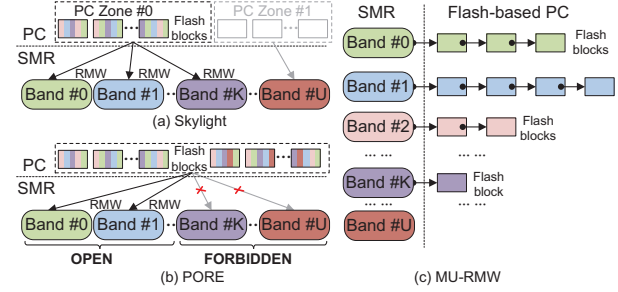 PC Zone #0
PC Zone #1
PC
Flash
blocks
SMR
RMW
RMW
RMW
Band #0
Band #1
Band #K
Band #U
(a) Skylight
PC
Flash
blocks
SMR
RMW
RMW
Band #0
Band #1
Band #K
Band #U
OPEN
FORBIDDEN
(b) PORE
SMR
Flash-based PC
Band #0
Flash
blocks
Band #1
Band #2
Flash
blocks
Band #K
Flash
block
Band #U
(c) MU-RMW